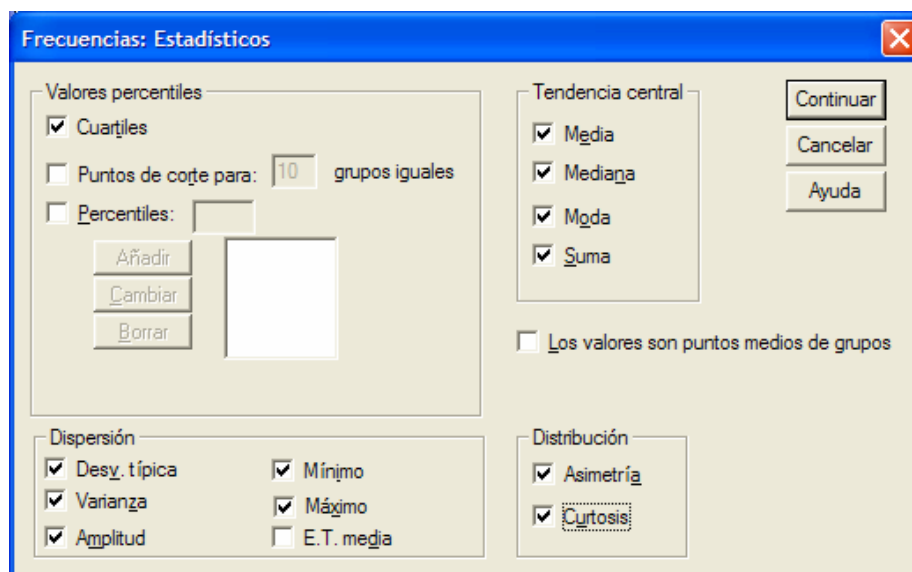 Frecuencias: Estadísticos
Valores percentiles
Cuartiles
Puntos de corte para: 10 grupos iguales
Percentiles:
Añadir
Cambiar
Borrar
Tendencia central
Media
Mediana
Moda
Suma
Continuar
Cancelar
Ayuda
Los valores son puntos medios de grupos
Dispersión
Desv. típica
Mínimo
Varianza
Máximo
Amplitud
E.T. media
Distribución
Asimetría
Curtosis